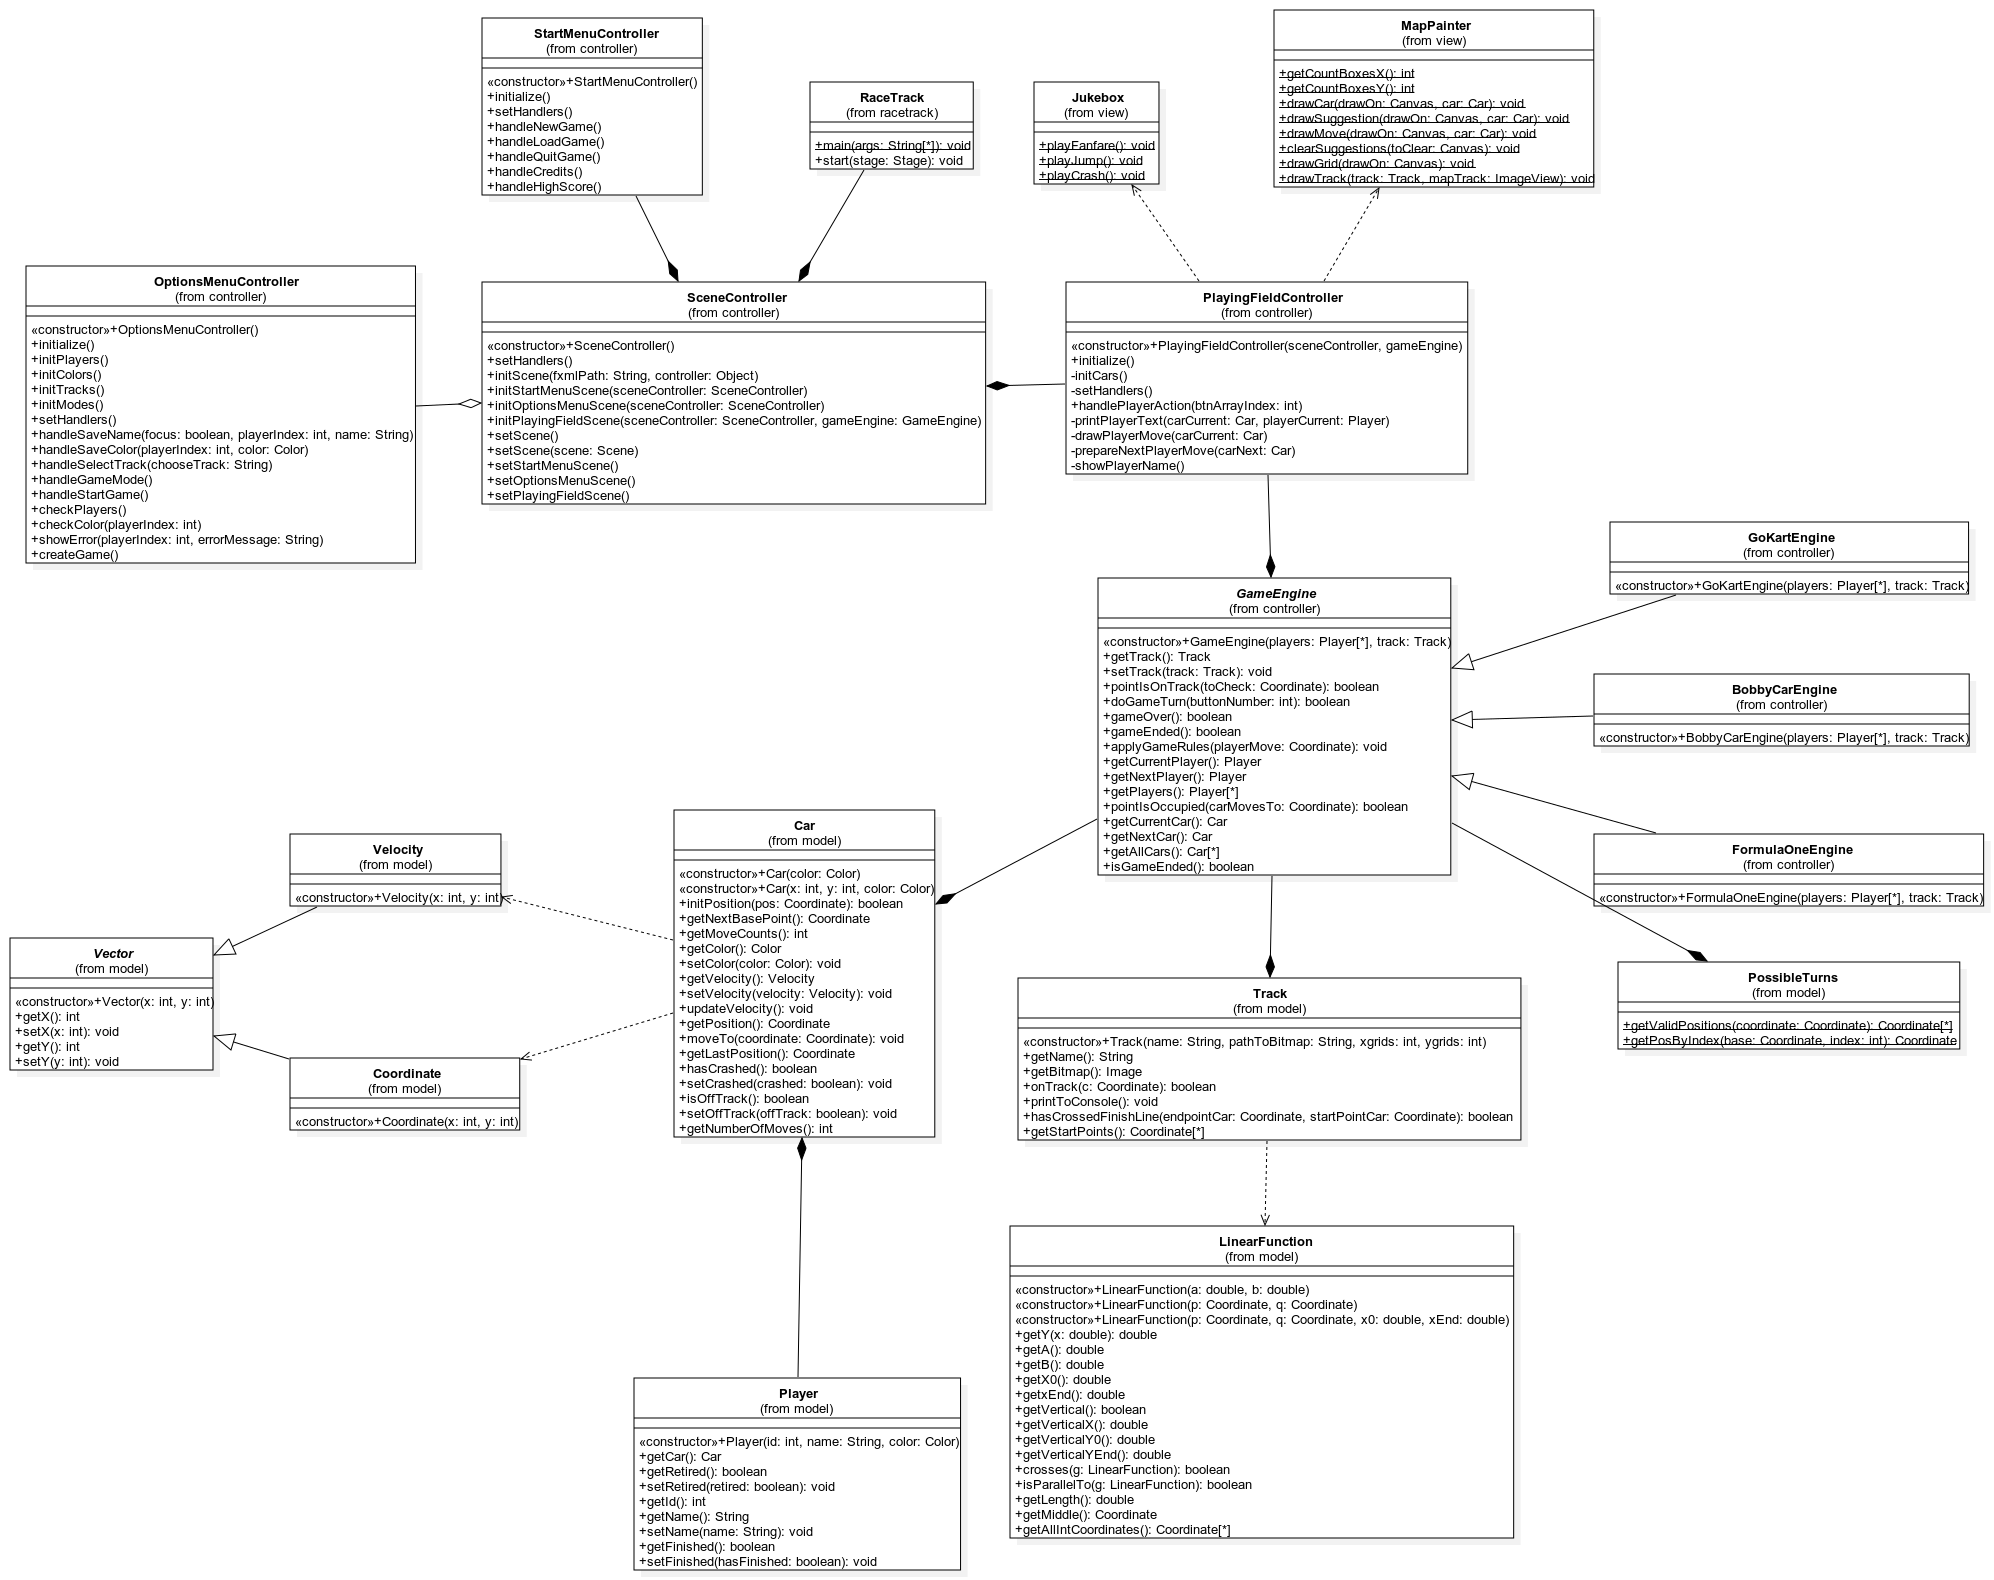 StartMenuController
(from controller)
«constructor»+StartMenuController()
+initialize()
+setHandlers()
+handleNewGame()
+handleLoadGame()
+handleQuitGame()
+handleCredits()
+handleHighScore()
RaceTrack
(from racetrack)
+main(args: String[*]): void
+start(stage: Stage): void
Jukebox
(from view)
+playFanfare(): void
+playJump(): void
+playCrash(): void
MapPainter
(from view)
+getCountBoxesX(): int
+getCountBoxesY(): int
+drawCar(drawOn: Canvas, car: Car): void
+drawSuggestion(drawOn: Canvas, car: Car): void
+drawMove(drawOn: Canvas, car: Car): void
+clearSuggestions(toClear: Canvas): void
+drawGrid(drawOn: Canvas): void
+drawTrack(track: Track, mapTrack: ImageView): void
OptionsMenuController
(from controller)
«constructor»+OptionsMenuController()
+initialize()
+initPlayers()
+initColors()
+initTracks()
+initModes()
+setHandlers()
+handleSaveName(focus: boolean, playerIndex: int, name: String)
+handleSaveColor(playerIndex: int, color: Color)
+handleSelectTrack(chooseTrack: String)
+handleGameMode()
+handleStartGame()
+checkPlayers()
+checkColor(playerIndex: int)
+showError(playerIndex: int, errorMessage: String)
+createGame()
SceneController
(from controller)
«constructor»+SceneController()
+setHandlers()
+initScene(fxmlPath: String, controller: Object)
+initStartMenuScene(sceneController: SceneController)
+initOptionsMenuScene(sceneController: SceneController)
+initPlayingFieldScene(sceneController: SceneController, gameEngine: GameEngine)
+setScene()
+setScene(scene: Scene)
+setStartMenuScene()
+setOptionsMenuScene()
+setPlayingFieldScene()
PlayingFieldController
(from controller)
«constructor»+PlayingFieldController(sceneController, gameEngine)
+initialize()
-initCars()
-setHandlers()
+handlePlayerAction(btnArrayIndex: int)
-printPlayerText(carCurrent: Car, playerCurrent: Player)
-drawPlayerMove(carCurrent: Car)
-prepareNextPlayerMove(carNext: Car)
-showPlayerName()
GameEngine
(from controller)
«constructor»+GameEngine(players: Player[*], track: Track)
+getTrack(): Track
+setTrack(track: Track): void
+pointIsOnTrack(toCheck: Coordinate): boolean
+doGameTurn(buttonNumber: int): boolean
+gameOver(): boolean
+gameEnded(): boolean
+applyGameRules(playerMove: Coordinate): void
+getCurrentPlayer(): Player
+getNextPlayer(): Player
+getPlayers(): Player[*]
+pointIsOccupied(carMovesTo: Coordinate): boolean
+getCurrentCar(): Car
+getNextCar(): Car
+getAllCars(): Car[*]
+isGameEnded(): boolean
GoKartEngine
(from controller)
«constructor»+GoKartEngine(players: Player[*], track: Track)
BobbyCarEngine
(from controller)
«constructor»+BobbyCarEngine(players: Player[*], track: Track)
FormulaOneEngine
(from controller)
«constructor»+FormulaOneEngine(players: Player[*], track: Track)
PossibleTurns
(from model)
+getValidPositions(coordinate: Coordinate): Coordinate[*]
+getPosByIndex(base: Coordinate, index: int): Coordinate
Velocity
(from model)
«constructor»+Velocity(x: int, y: int)
Vector
(from model)
«constructor»+Vector(x: int, y: int)
+getX(): int
+setX(x: int): void
+getY(): int
+setY(y: int): void
Coordinate
(from model)
«constructor»+Coordinate(x: int, y: int)
Car
(from model)
«constructor»+Car(color: Color)
«constructor»+Car(x: int, y: int, color: Color)
+initPosition(pos: Coordinate): boolean
+getNextBasePoint(): Coordinate
+getMoveCounts(): int
+getColor(): Color
+setColor(color: Color): void
+getVelocity(): Velocity
+setVelocity(velocity: Velocity): void
+updateVelocity(): void
+getPosition(): Coordinate
+moveTo(coordinate: Coordinate): void
+getLastPosition(): Coordinate
+hasCrashed(): boolean
+setCrashed(crashed: boolean): void
+isOffTrack(): boolean
+setOffTrack(offTrack: boolean): void
+getNumberOfMoves(): int
Track
(from model)
«constructor»+Track(name: String, pathToBitmap: String, xgrids: int, ygrids: int)
+getName(): String
+getBitmap(): Image
+onTrack(c: Coordinate): boolean
+printToConsole(): void
+hasCrossedFinishLine(endpointCar: Coordinate, startPointCar: Coordinate): boolean
+getStartPoints(): Coordinate[*]
LinearFunction
(from model)
«constructor»+LinearFunction(a: double, b: double)
«constructor»+LinearFunction(p: Coordinate, q: Coordinate)
«constructor»+LinearFunction(p: Coordinate, q: Coordinate, x0: double, xEnd: double)
+getY(x: double): double
+getA(): double
+getB(): double
+getX0(): double
+getxEnd(): double
+getVertical(): boolean
+getVerticalX(): double
+getVerticalY0(): double
+getVerticalYEnd(): double
+crosses(g: LinearFunction): boolean
+isParallelTo(g: LinearFunction): boolean
+getLength(): double
+getMiddle(): Coordinate
+getAllIntCoordinates(): Coordinate[*]
Player
(from model)
«constructor»+Player(id: int, name: String, color: Color)
+getCar(): Car
+getRetired(): boolean
+setRetired(retired: boolean): void
+getId(): int
+getName(): String
+setName(name: String): void
+getFinished(): boolean
+setFinished(hasFinished: boolean): void